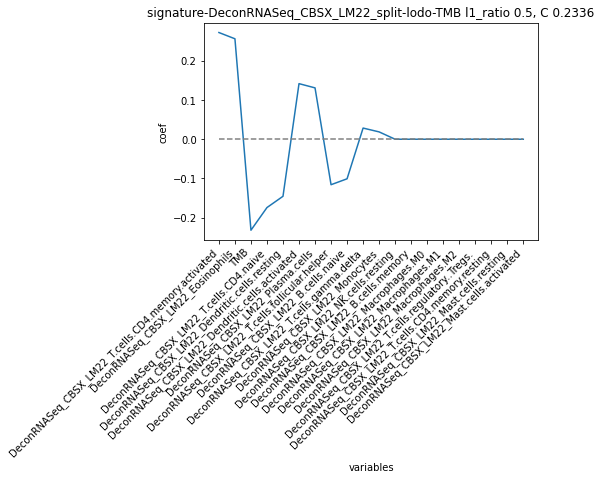 signature-DeconRNASeq_CBSX_LM22_split-lodo-TMB l1_ratio 0.5, C 0.2336
coef
0.2
0.1
0.0
−0.1
−0.2
DeconRNASeq_CBSX_LM22_T.cells.CD4.memory.activated
DeconRNASeq_CBSX_LM22_Eosinophils
TMB
DeconRNASeq_CBSX_LM22_T.cells.CD4.naive
DeconRNASeq_CBSX_LM22_Dendritic.cells.resting
DeconRNASeq_CBSX_LM22_Dendritic.cells.activated
DeconRNASeq_CBSX_LM22_Plasma.cells
DeconRNASeq_CBSX_LM22_T.cells.follicular.helper
DeconRNASeq_CBSX_LM22_B.cells.naive
DeconRNASeq_CBSX_LM22_T.cells.gamma.delta
DeconRNASeq_CBSX_LM22_Monocytes
DeconRNASeq_CBSX_LM22_NK.cells.resting
DeconRNASeq_CBSX_LM22_B.cells.memory
DeconRNASeq_CBSX_LM22_Macrophages.M0
DeconRNASeq_CBSX_LM22_Macrophages.M1
DeconRNASeq_CBSX_LM22_Macrophages.M2
DeconRNASeq_CBSX_LM22_T.cells.regulatory..Tregs.
DeconRNASeq_CBSX_LM22_T.cells.CD4.memory.resting
DeconRNASeq_CBSX_LM22_Mast.cells.resting
DeconRNASeq_CBSX_LM22_Mast.cells.activated
variables